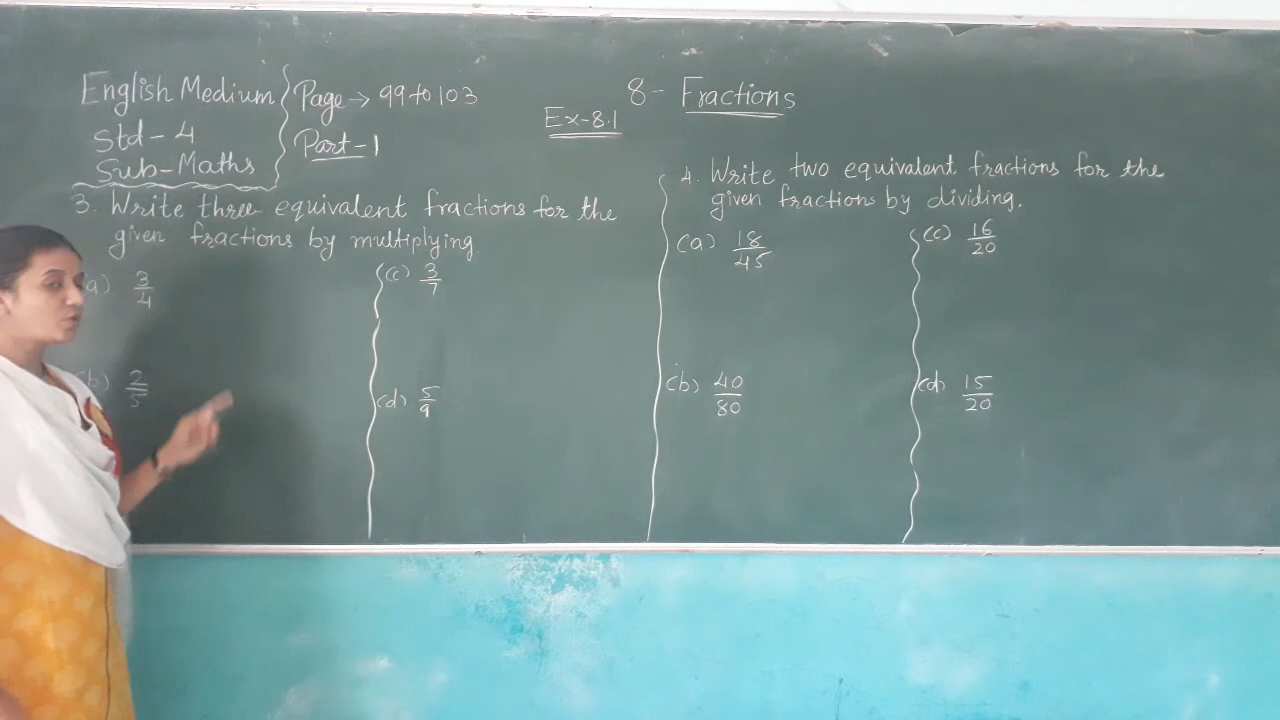 English Medium
Std - 4
Sub - Maths
Page → 99 to 103
Part - 1
8 - Fractions
Ex - 8.1
3. Write three equivalent fractions for the
given fractions by multiplying.
(a) 3/4
(b) 2/5
(c) 3/7
(d) 5/9
4. Write two equivalent fractions for the
given fractions by dividing.
(a) 18/45
(b) 40/80
(c) 16/20
(d) 15/20